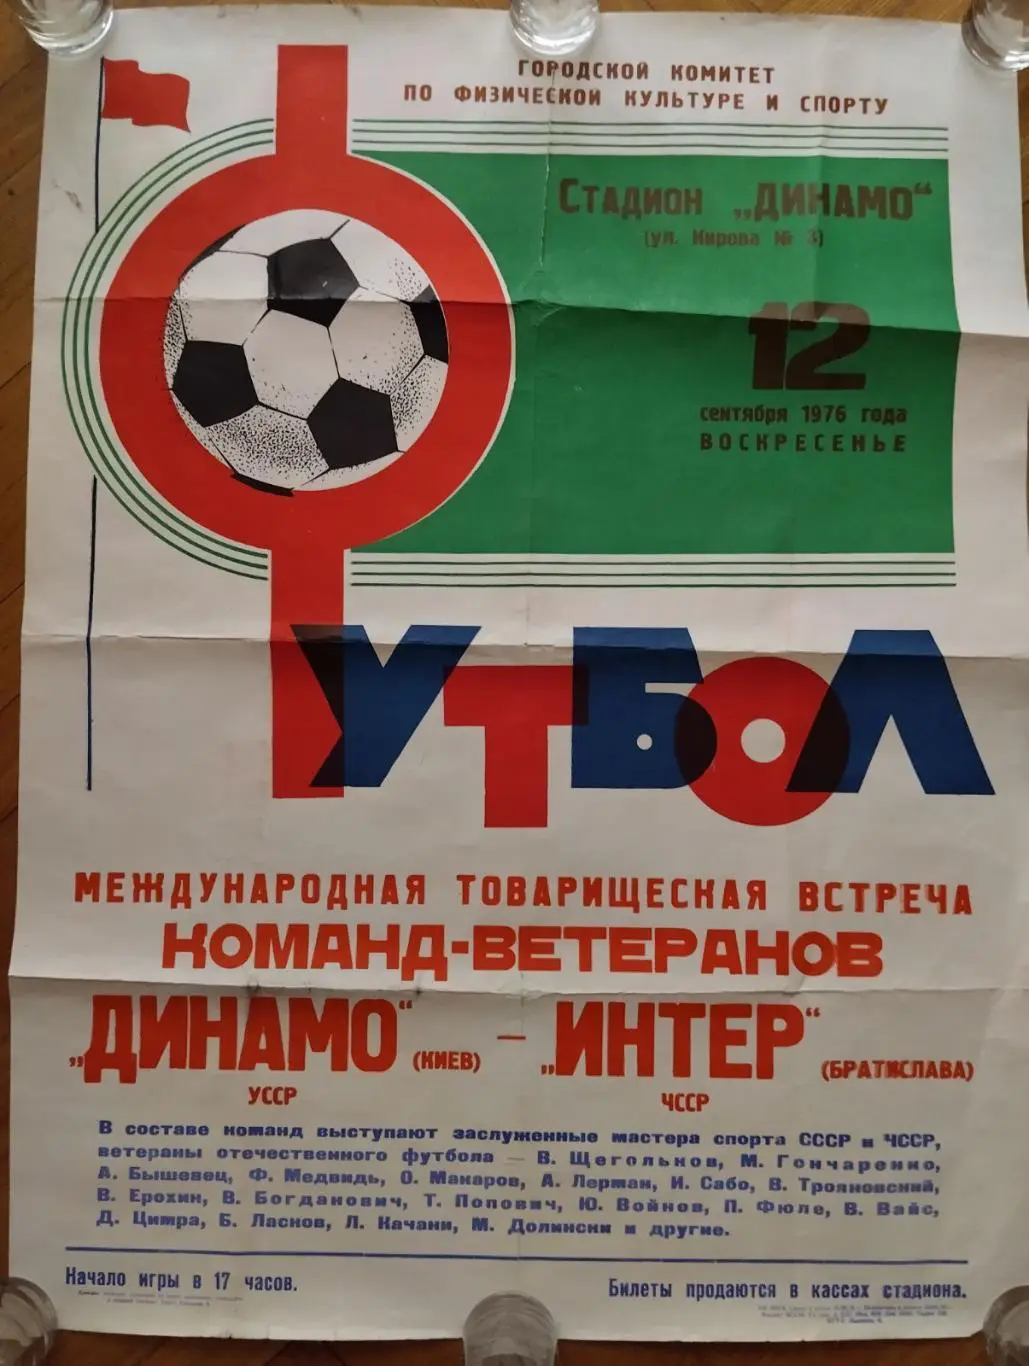 ГОРОДСКОЙ КОМИТЕТ
ПО ФИЗИЧЕСКОЙ КУЛЬТУРЕ И СПОРТУ
СТАДИОН „ДИНАМО“
(ул. Кирова № 3)
12
сентября 1976 года
ВОСКРЕСЕНЬЕ
ФУТБОЛ
МЕЖДУНАРОДНАЯ ТОВАРИЩЕСКАЯ ВСТРЕЧА
КОМАНД-ВЕТЕРАНОВ
„ДИНАМО“ (КИЕВ) – „ИНТЕР“ (БРАТИСЛАВА)
УССР ЧССР
В составе команд выступают заслуженные мастера спорта СССР и ЧССР,
ветераны отечественного футбола – В. Щегольков, М. Гончаренко,
А. Бышевец, Ф. Медвидь, О. Макаров, А. Лерман, И. Сабо, В. Трояновский,
В. Ерохин, В. Богданович, Т. Попович, Ю. Войнов, П. Фюле, В. Вайс,
Д. Цитра, Б. Ласков, Л. Качани, М. Долински и другие.
Начало игры в 17 часов.
Билеты продаются в кассах стадиона.